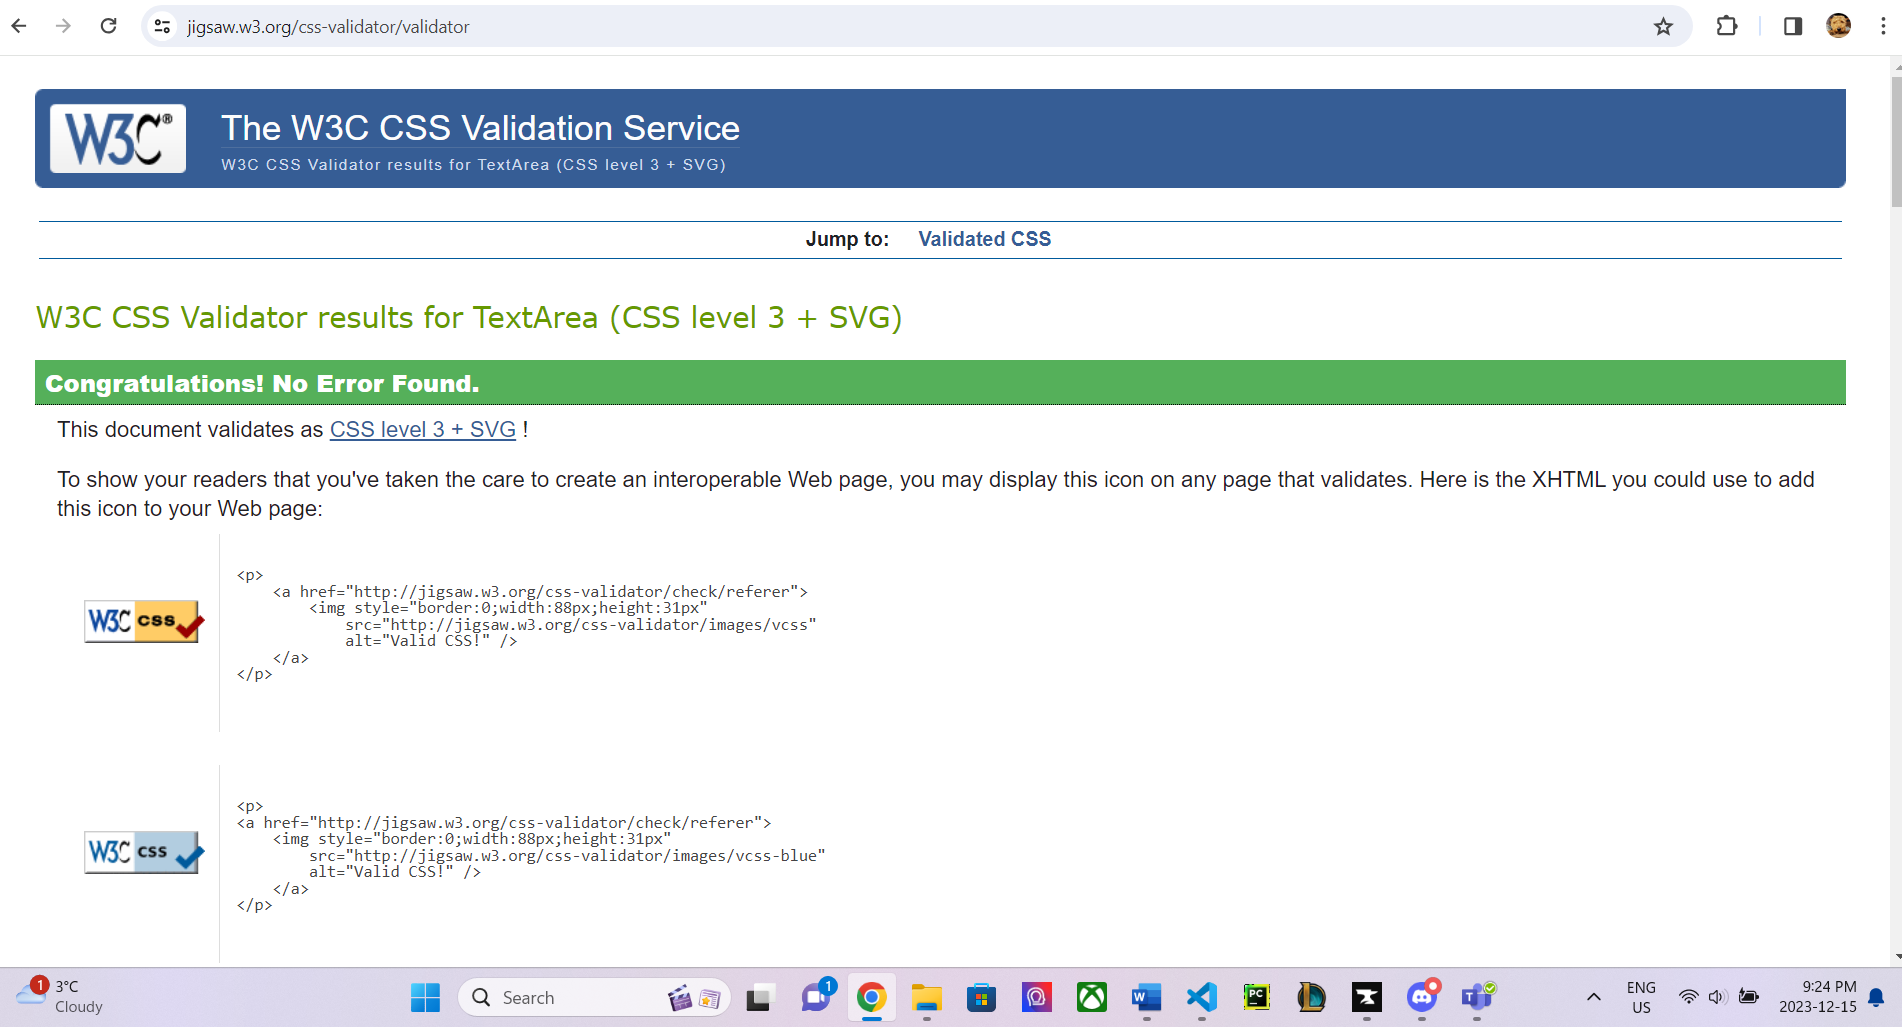 jigsaw.w3.org/css-validator/validator
W3C®
The W3C CSS Validation Service
W3C CSS Validator results for TextArea (CSS level 3 + SVG)
Jump to: Validated CSS
W3C CSS Validator results for TextArea (CSS level 3 + SVG)
Congratulations! No Error Found.
This document validates as CSS level 3 + SVG !
To show your readers that you've taken the care to create an interoperable Web page, you may display this icon on any page that validates. Here is the XHTML you could use to add
this icon to your Web page:
W3C css
<p>
<a href="http://jigsaw.w3.org/css-validator/check/referer">
<img style="border:0;width:88px;height:31px"
src="http://jigsaw.w3.org/css-validator/images/vcss"
alt="Valid CSS!" />
</a>
</p>
W3C css
<p>
<a href="http://jigsaw.w3.org/css-validator/check/referer">
<img style="border:0;width:88px;height:31px"
src="http://jigsaw.w3.org/css-validator/images/vcss-blue"
alt="Valid CSS!" />
</a>
</p>
1
3°C
Cloudy
Search
1
W
PC
T
ENG
US
9:24 PM
2023-12-15